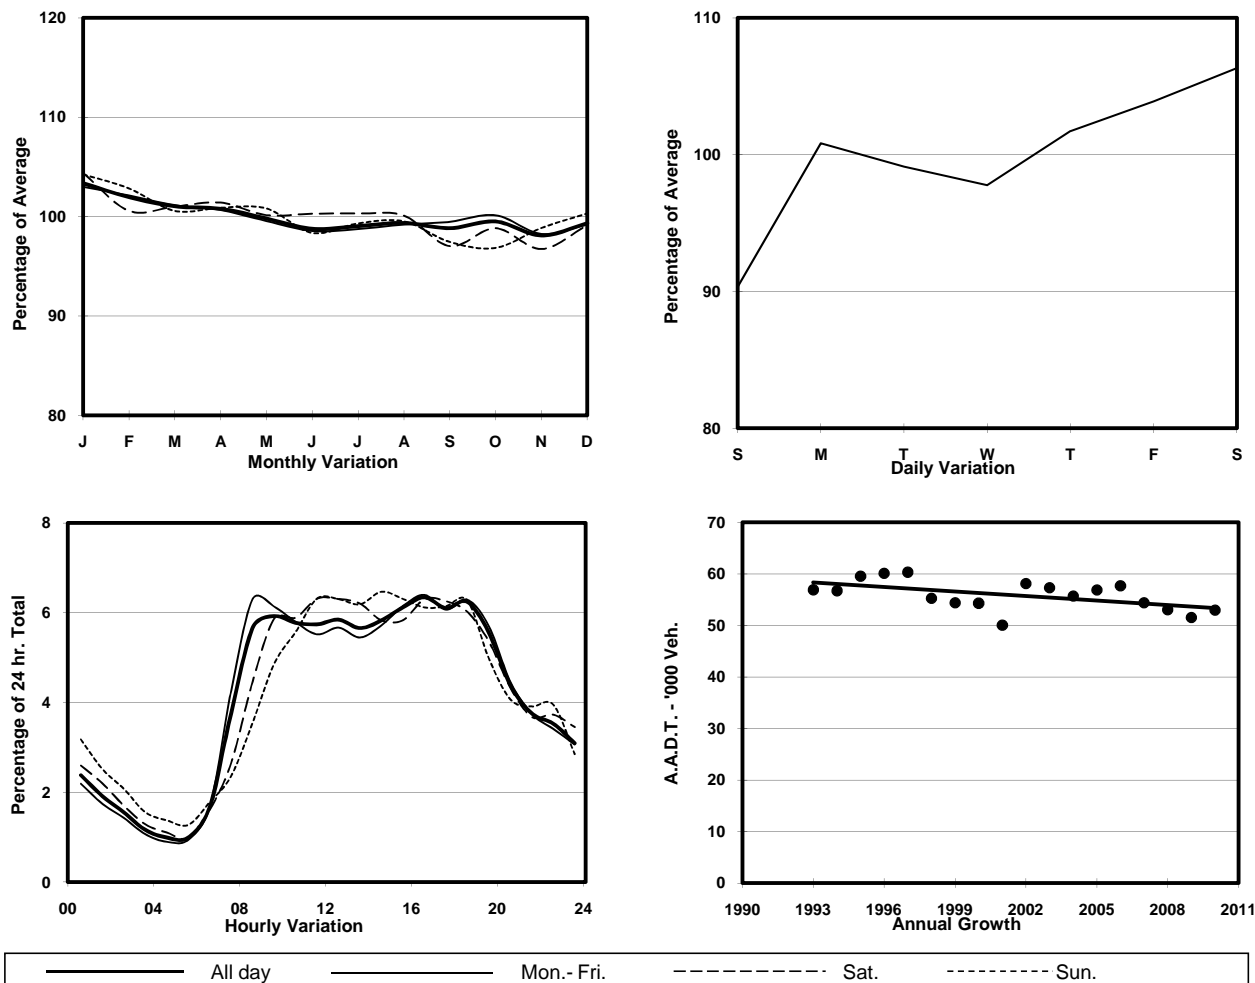 120
110
100
90
80
Percentage of Average
J F M A M J J A S O N D
Monthly Variation
110
100
90
80
Percentage of Average
S M T W T F S
Daily Variation
8
6
4
2
0
Percentage of 24 hr. Total
00 04 08 12 16 20 24
Hourly Variation
70
60
50
40
30
20
10
0
A.A.D.T. - '000 Veh.
1990 1993 1996 1999 2002 2005 2008 2011
Annual Growth
All day Mon.- Fri. Sat. Sun.